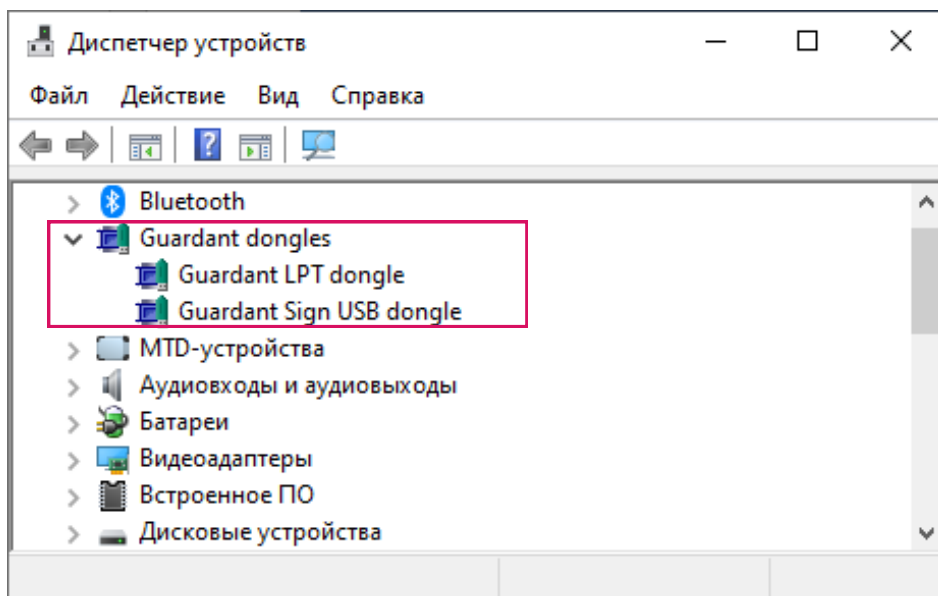 Диспетчер устройств
Файл Действие Вид Справка
Bluetooth
Guardant dongles
Guardant LPT dongle
Guardant Sign USB dongle
MTD-устройства
Аудиовходы и аудиовыходы
Батареи
Видеоадаптеры
Встроенное ПО
Дисковые устройства